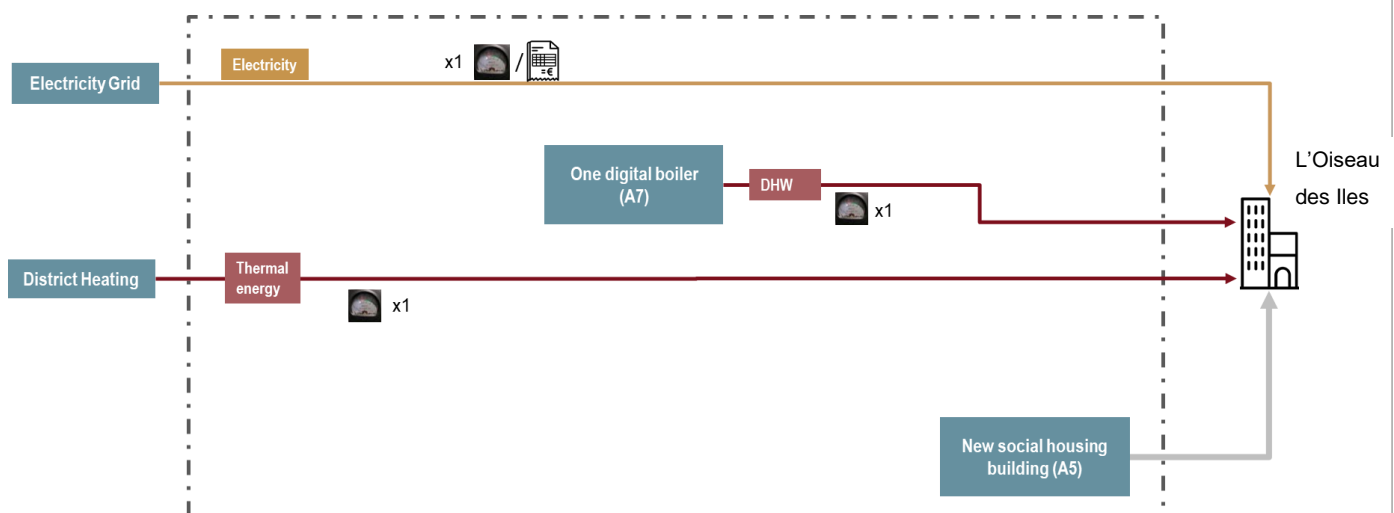 Electricity
x1
/
=€
Electricity Grid
One digital boiler
(A7)
DHW
x1
L'Oiseau
des Iles
Thermal
energy
District Heating
x1
New social housing
building (A5)